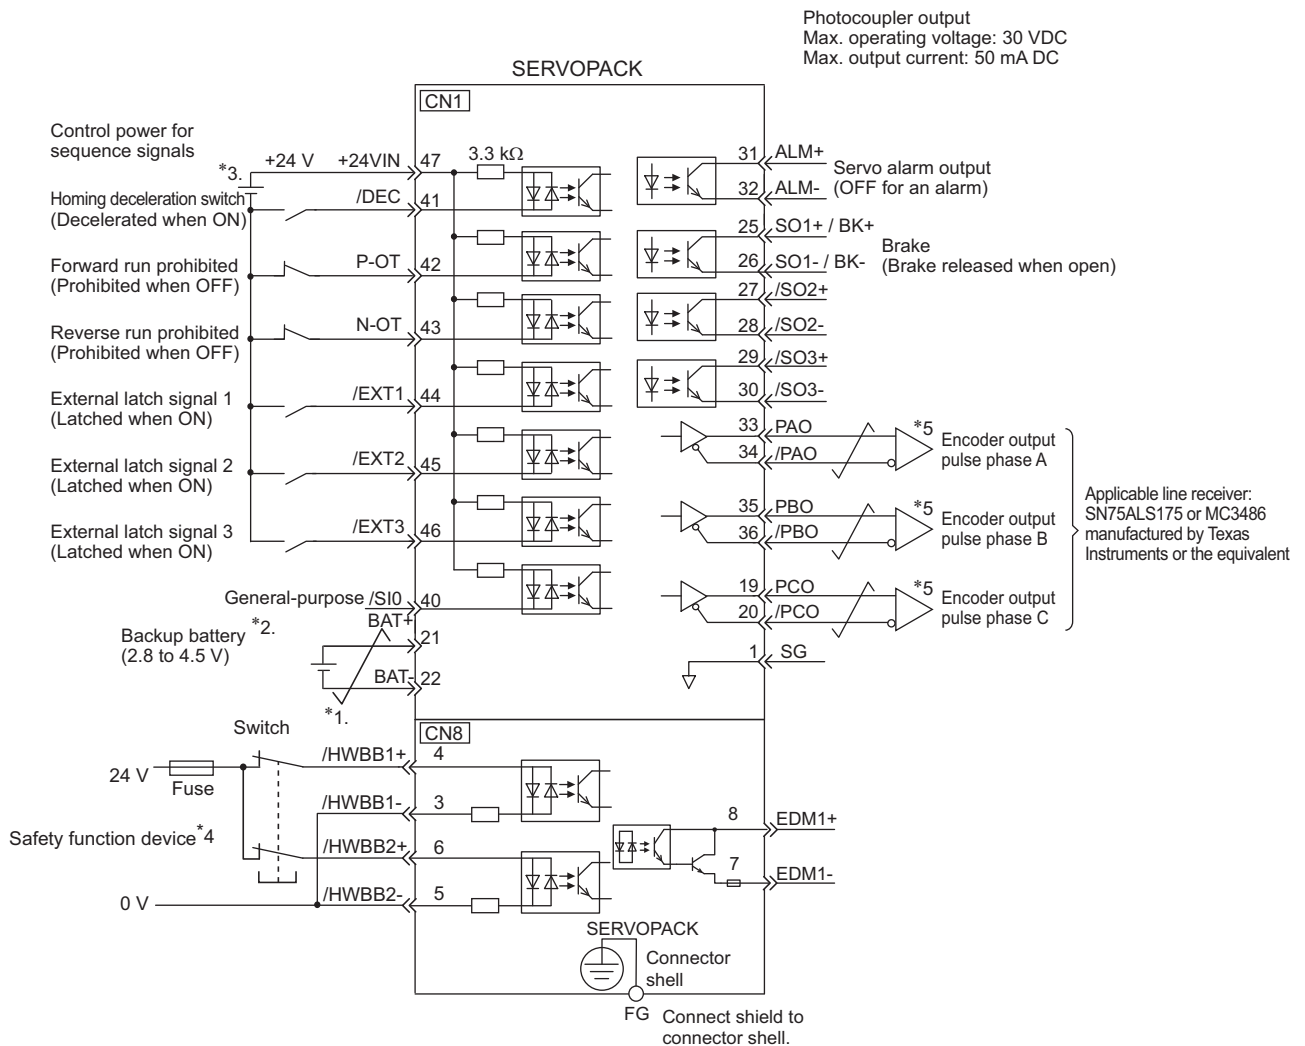 Photocoupler output
Max. operating voltage: 30 VDC
Max. output current: 50 mA DC
SERVOPACK
CN1
Control power for
sequence signals
*3.
+24 V
+24VIN
47
3.3 kΩ
Homing deceleration switch
(Decelerated when ON)
/DEC
41
Forward run prohibited
(Prohibited when OFF)
P-OT
42
Reverse run prohibited
(Prohibited when OFF)
N-OT
43
External latch signal 1
(Latched when ON)
/EXT1
44
External latch signal 2
(Latched when ON)
/EXT2
45
External latch signal 3
(Latched when ON)
/EXT3
46
General-purpose /SI0
40
Backup battery *2.
(2.8 to 4.5 V)
BAT+
21
BAT-
22
*1.
31
ALM+
32
ALM-
Servo alarm output
(OFF for an alarm)
25
SO1+ / BK+
26
SO1- / BK-
Brake
(Brake released when open)
27
/SO2+
28
/SO2-
29
/SO3+
30
/SO3-
33
PAO
34
/PAO
*5
Encoder output
pulse phase A
35
PBO
36
/PBO
*5
Encoder output
pulse phase B
19
PCO
20
/PCO
*5
Encoder output
pulse phase C
Applicable line receiver:
SN75ALS175 or MC3486
manufactured by Texas
Instruments or the equivalent
1
SG
CN8
Switch
24 V
Fuse
/HWBB1+
4
/HWBB1-
3
Safety function device*4
/HWBB2+
6
0 V
/HWBB2-
5
8
EDM1+
7
EDM1-
SERVOPACK
Connector
shell
FG
Connect shield to
connector shell.